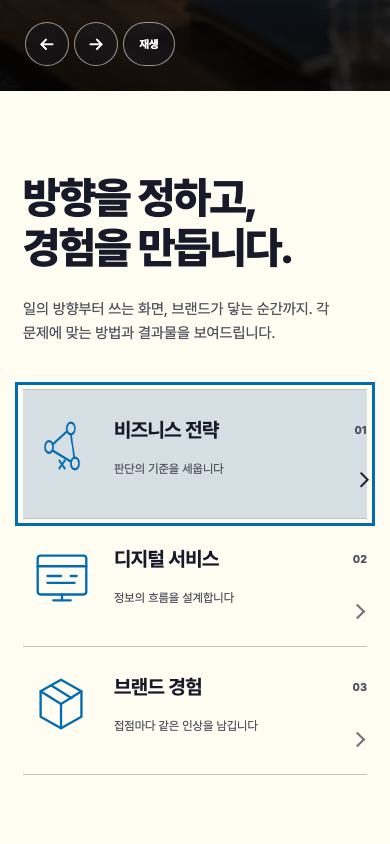 재생
방향을 정하고,
경험을 만듭니다.
일의 방향부터 쓰는 화면, 브랜드가 닿는 순간까지. 각
문제에 맞는 방법과 결과물을 보여드립니다.
비즈니스 전략
01
판단의 기준을 세웁니다
디지털 서비스
02
정보의 흐름을 설계합니다
브랜드 경험
03
접점마다 같은 인상을 남깁니다